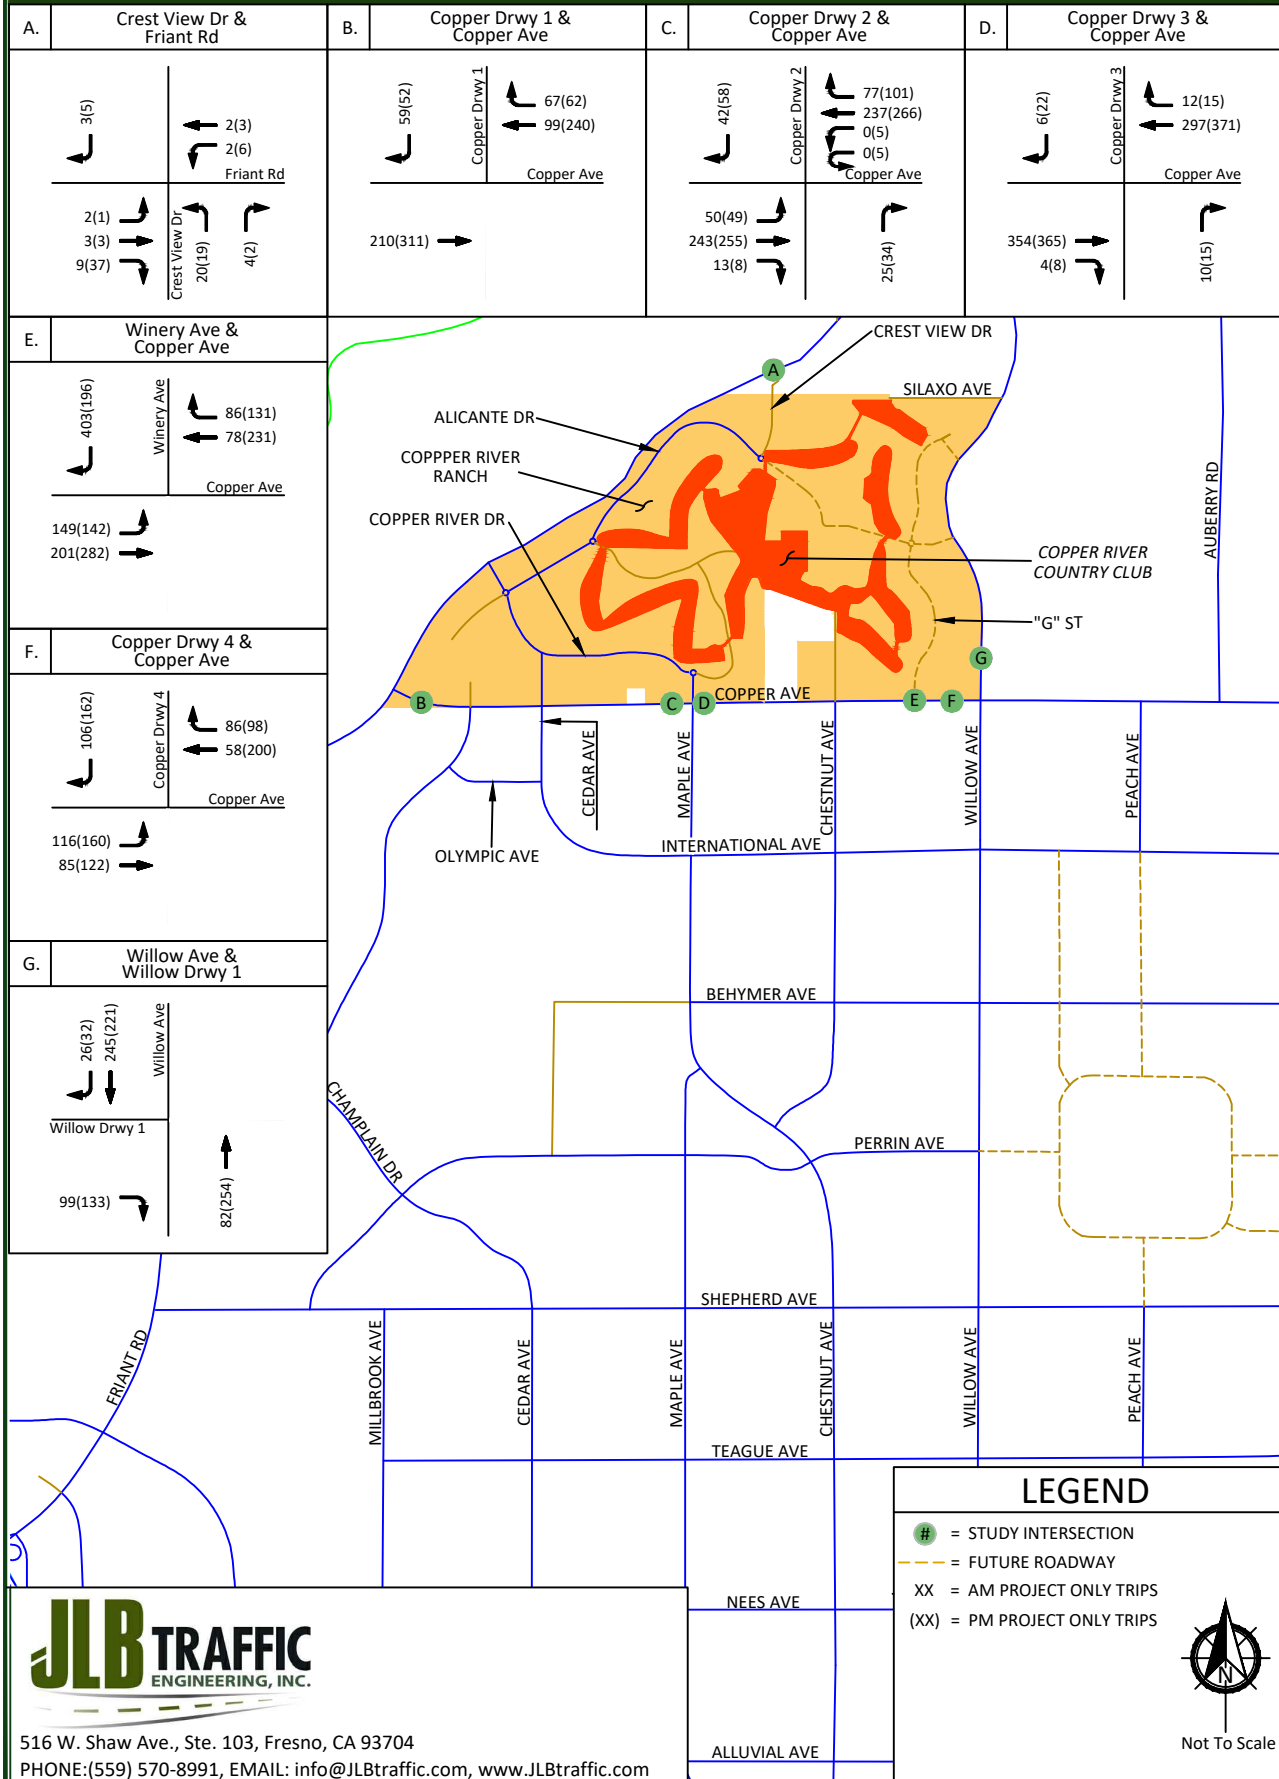 A.
Crest View Dr &
Friant Rd
3(5)
2(3)
2(6)
Friant Rd
2(1)
3(3)
9(37)
Crest View Dr
20(19)
4(2)
B.
Copper Drwy 1 &
Copper Ave
59(52)
Copper Drwy 1
67(62)
99(240)
Copper Ave
210(311)
C.
Copper Drwy 2 &
Copper Ave
42(58)
Copper Drwy 2
77(101)
237(266)
0(5)
0(5)
Copper Ave
50(49)
243(255)
13(8)
25(34)
D.
Copper Drwy 3 &
Copper Ave
6(22)
Copper Drwy 3
12(15)
297(371)
Copper Ave
354(365)
4(8)
10(15)
E.
Winery Ave &
Copper Ave
403(196)
Winery Ave
86(131)
78(231)
Copper Ave
149(142)
201(282)
F.
Copper Drwy 4 &
Copper Ave
106(162)
Copper Drwy 4
86(98)
58(200)
Copper Ave
116(160)
85(122)
G.
Willow Ave &
Willow Drwy 1
26(32)
245(221)
Willow Ave
Willow Drwy 1
99(133)
82(254)
CREST VIEW DR
A
SILAXO AVE
ALICANTE DR
COPPPER RIVER
RANCH
COPPER RIVER DR
AUBERRY RD
COPPER RIVER
COUNTRY CLUB
"G" ST
G
B
C
D
COPPER AVE
E
F
CEDAR AVE
MAPLE AVE
CHESTNUT AVE
WILLOW AVE
PEACH AVE
OLYMPIC AVE
INTERNATIONAL AVE
BEHYMER AVE
CHAMPLAIN DR
PERRIN AVE
SHEPHERD AVE
FRIANT RD
MILLBROOK AVE
CEDAR AVE
MAPLE AVE
CHESTNUT AVE
WILLOW AVE
PEACH AVE
TEAGUE AVE
NEES AVE
ALLUVIAL AVE
LEGEND
# = STUDY INTERSECTION
= FUTURE ROADWAY
XX = AM PROJECT ONLY TRIPS
(XX) = PM PROJECT ONLY TRIPS
N
Not To Scale
JLB TRAFFIC
ENGINEERING, INC.
516 W. Shaw Ave., Ste. 103, Fresno, CA 93704
PHONE:(559) 570-8991, EMAIL: info@JLBtraffic.com, www.JLBtraffic.com